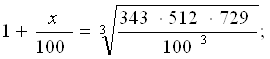 1 + x/100 = ∛(343 · 512 · 729 / 100³);